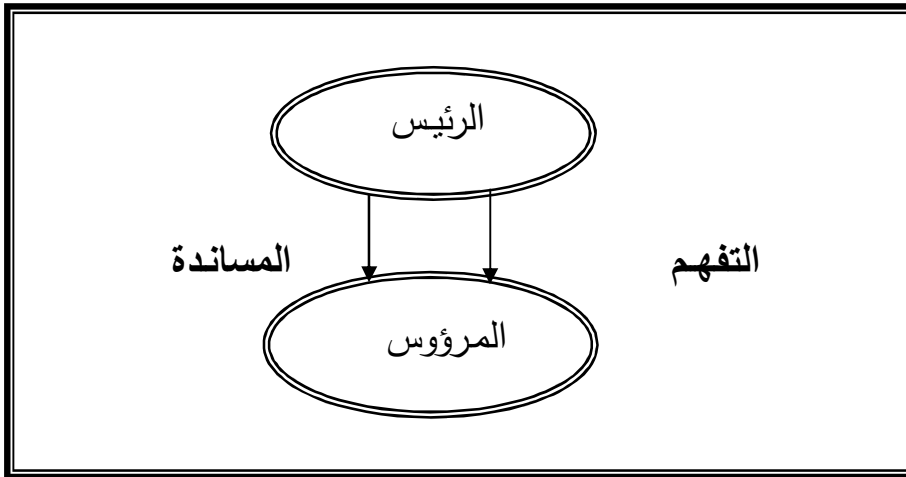 الرئيس
التفهم
المساندة
المرؤوس